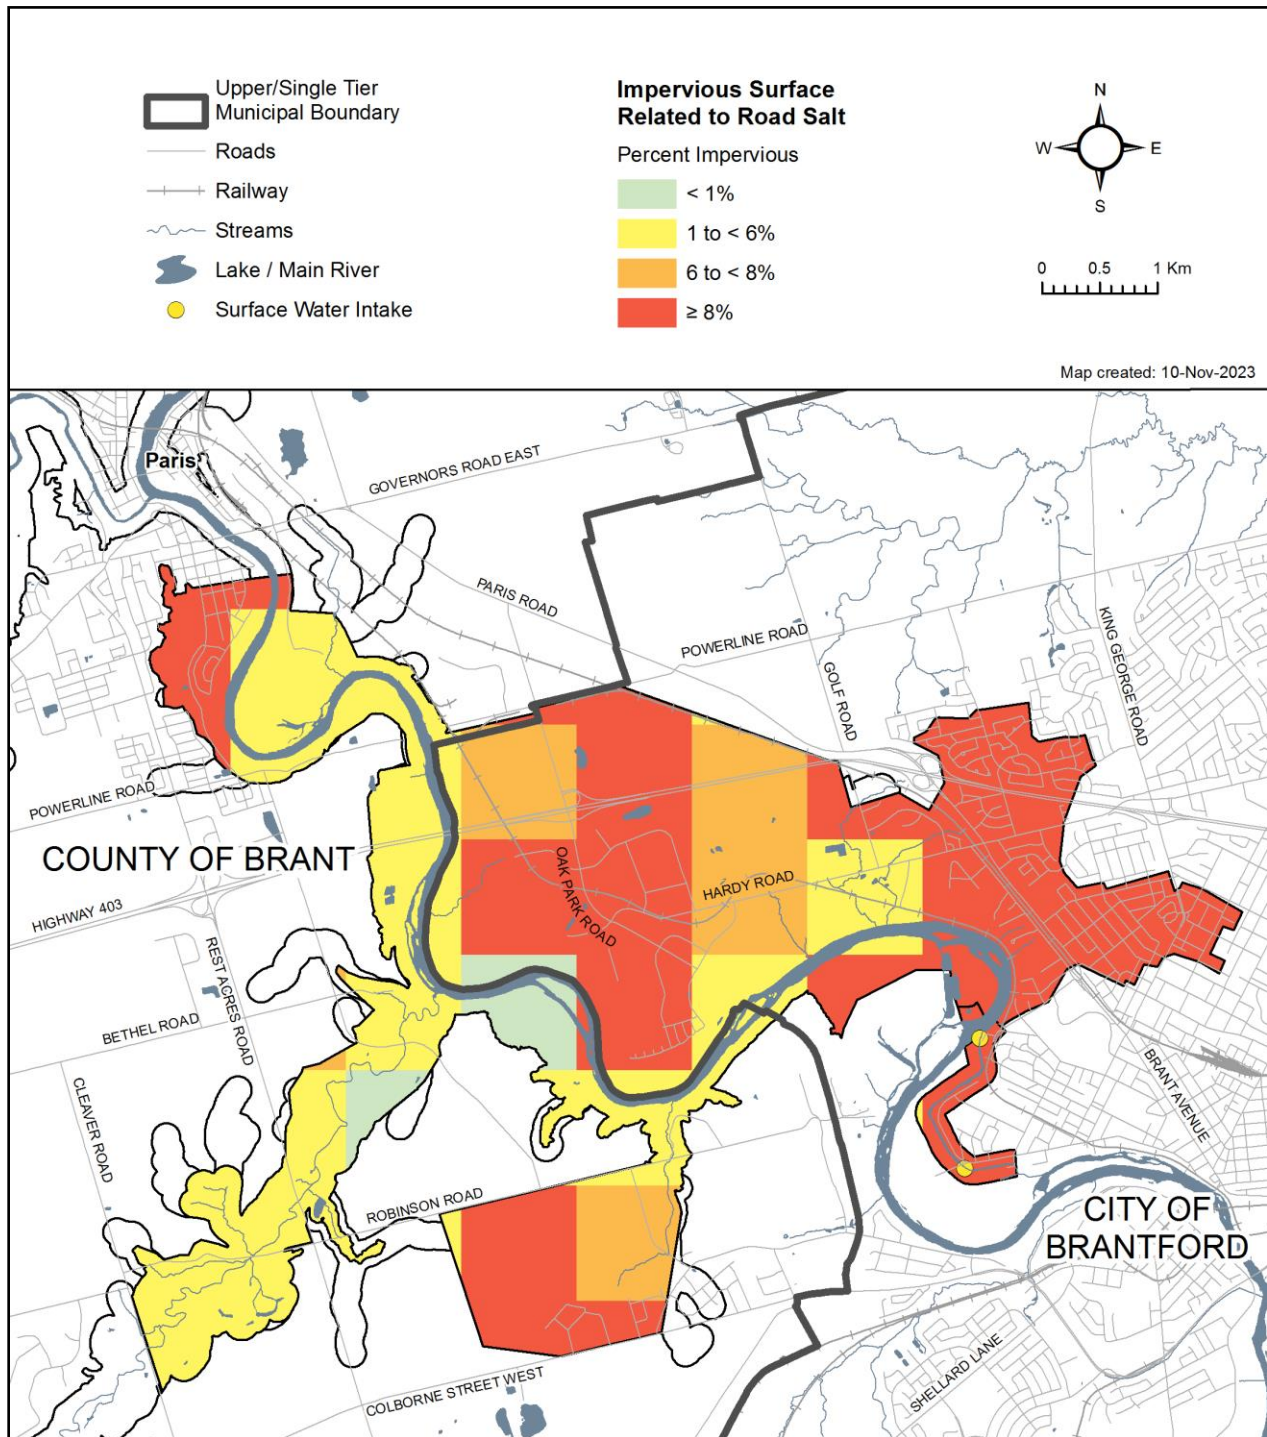 Upper/Single Tier
Municipal Boundary
Roads
Railway
Streams
Lake / Main River
Surface Water Intake
Impervious Surface
Related to Road Salt
Percent Impervious
< 1%
1 to < 6%
6 to < 8%
≥ 8%
N
W E
S
0 0.5 1 Km
Map created: 10-Nov-2023
Paris
GOVERNORS ROAD EAST
PARIS ROAD
POWERLINE ROAD
KING GEORGE ROAD
GOLF ROAD
POWERLINE ROAD
COUNTY OF BRANT
OAK PARK ROAD
HARDY ROAD
HIGHWAY 403
REST ACRES ROAD
BETHEL ROAD
CLEAVER ROAD
BRANT AVENUE
ROBINSON ROAD
CITY OF
BRANTFORD
SHELLARD LANE
COLBORNE STREET WEST